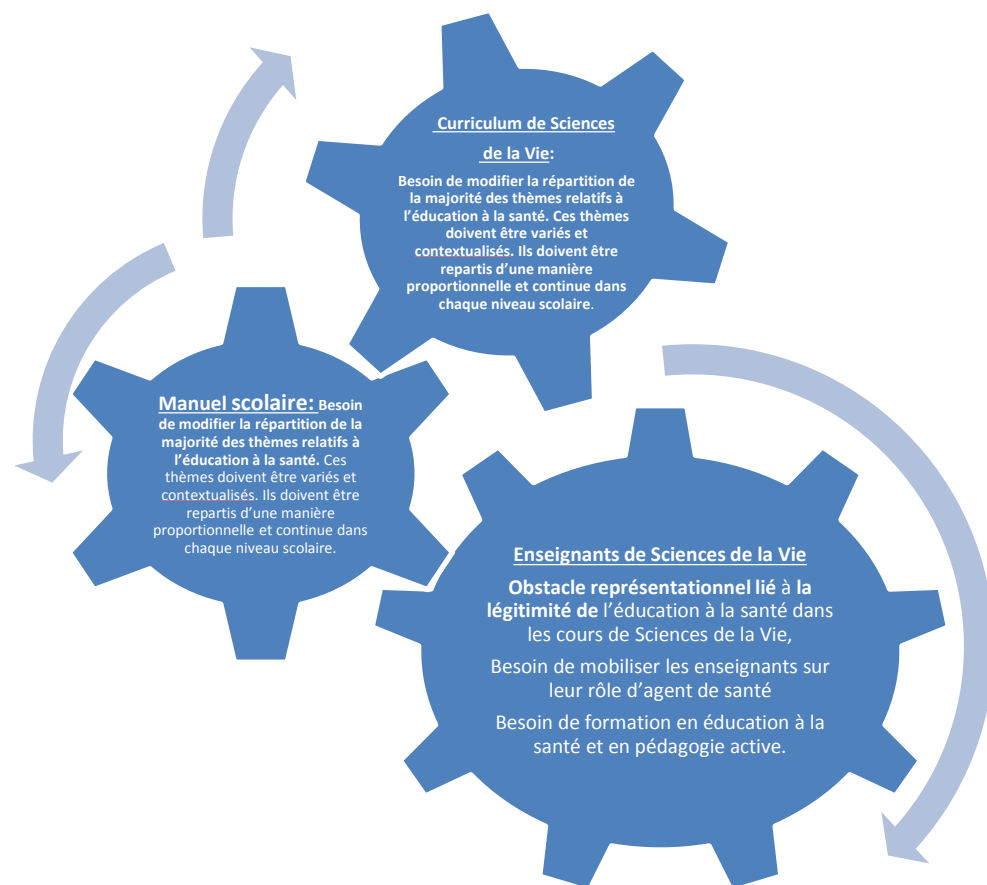 Curriculum de Sciences
de la Vie:
Besoin de modifier la répartition de
la majorité des thèmes relatifs à
l'éducation à la santé. Ces thèmes
doivent être variés et
contextualisés. Ils doivent être
repartis d'une manière
proportionnelle et continue dans
chaque niveau scolaire.
Manuel scolaire: Besoin
de modifier la répartition de la
majorité des thèmes relatifs à
l'éducation à la santé. Ces
thèmes doivent être variés et
contextualisés. Ils doivent être
repartis d'une manière
proportionnelle et continue dans
chaque niveau scolaire.
Enseignants de Sciences de la Vie
Obstacle représentationnel lié à la
légitimité de l'éducation à la santé dans
les cours de Sciences de la Vie,
Besoin de mobiliser les enseignants sur
leur rôle d'agent de santé
Besoin de formation en éducation à la
santé et en pédagogie active.